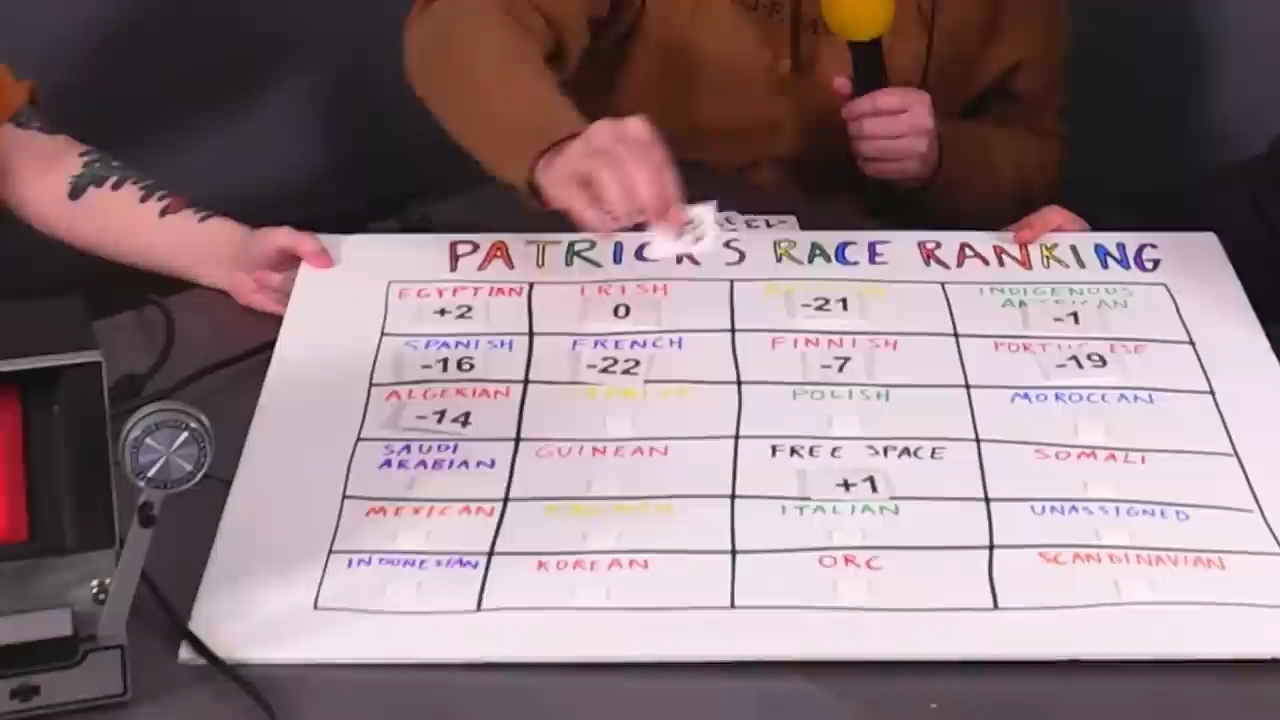 PATRICK'S RACE RANKING
EGYPTIAN
+2
IRISH
0
-21
INDIGENOUS
AMERICAN
-1
SPANISH
-16
FRENCH
-22
FINNISH
-7
PORTUGUESE
-19
ALGERIAN
-14
POLISH
MOROCCAN
SAUDI
ARABIAN
GUINEAN
FREE SPACE
+1
SOMALI
MEXICAN
ITALIAN
UNASSIGNED
INDONESIAN
KOREAN
ORC
SCANDINAVIAN